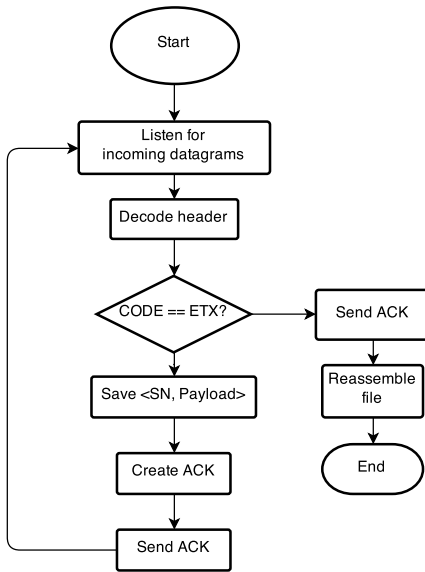 Start
Listen for
incoming datagrams
Decode header
CODE == ETX?
Send ACK
Save <SN, Payload>
Reassemble
file
Create ACK
End
Send ACK